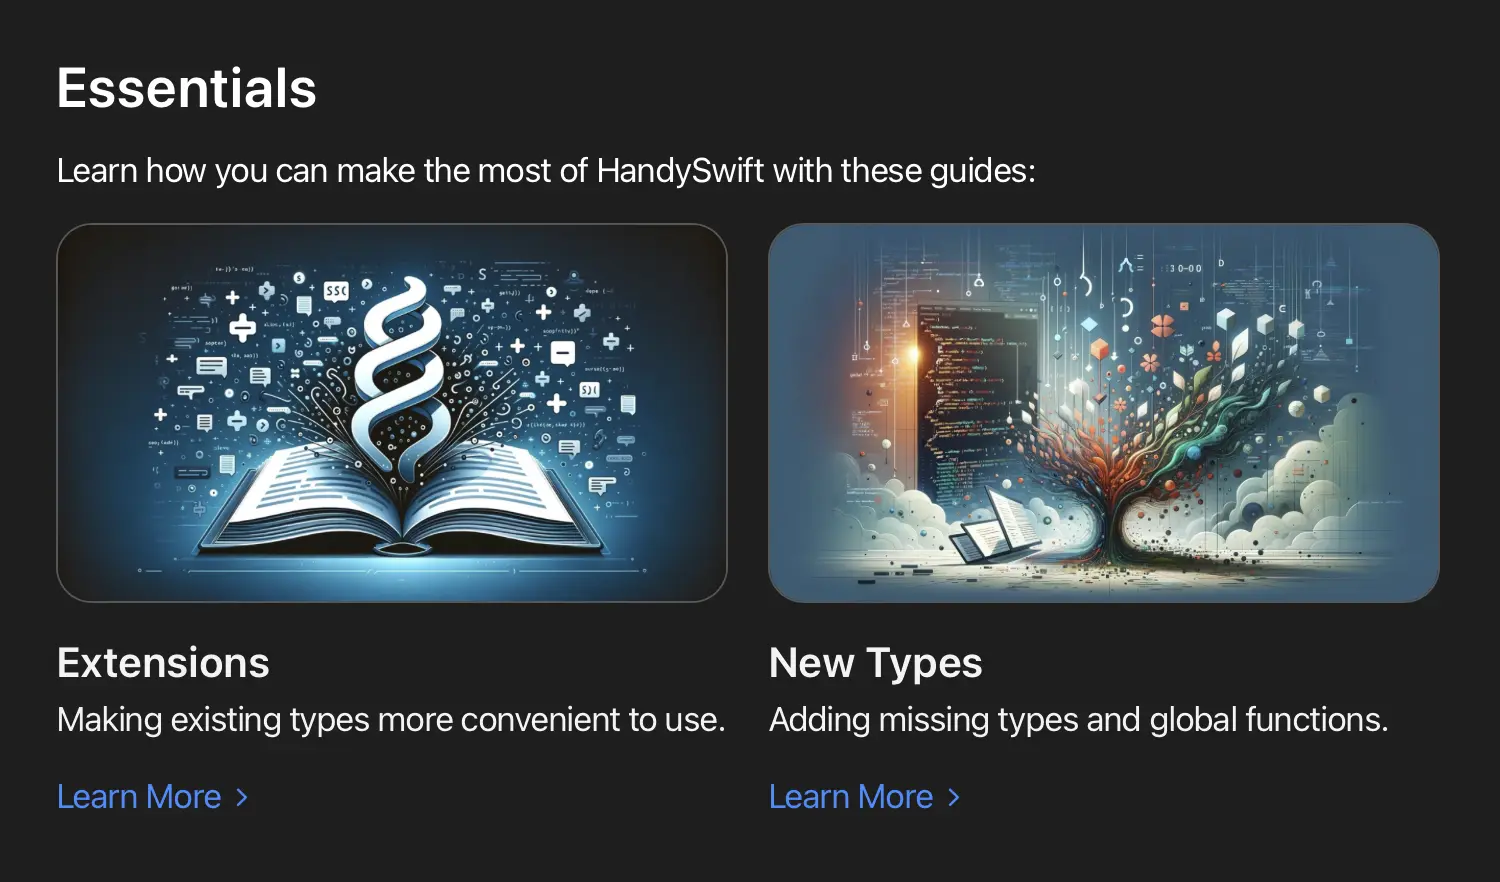 Essentials
Learn how you can make the most of HandySwift with these guides:
Extensions
Making existing types more convenient to use.
Learn More
New Types
Adding missing types and global functions.
Learn More